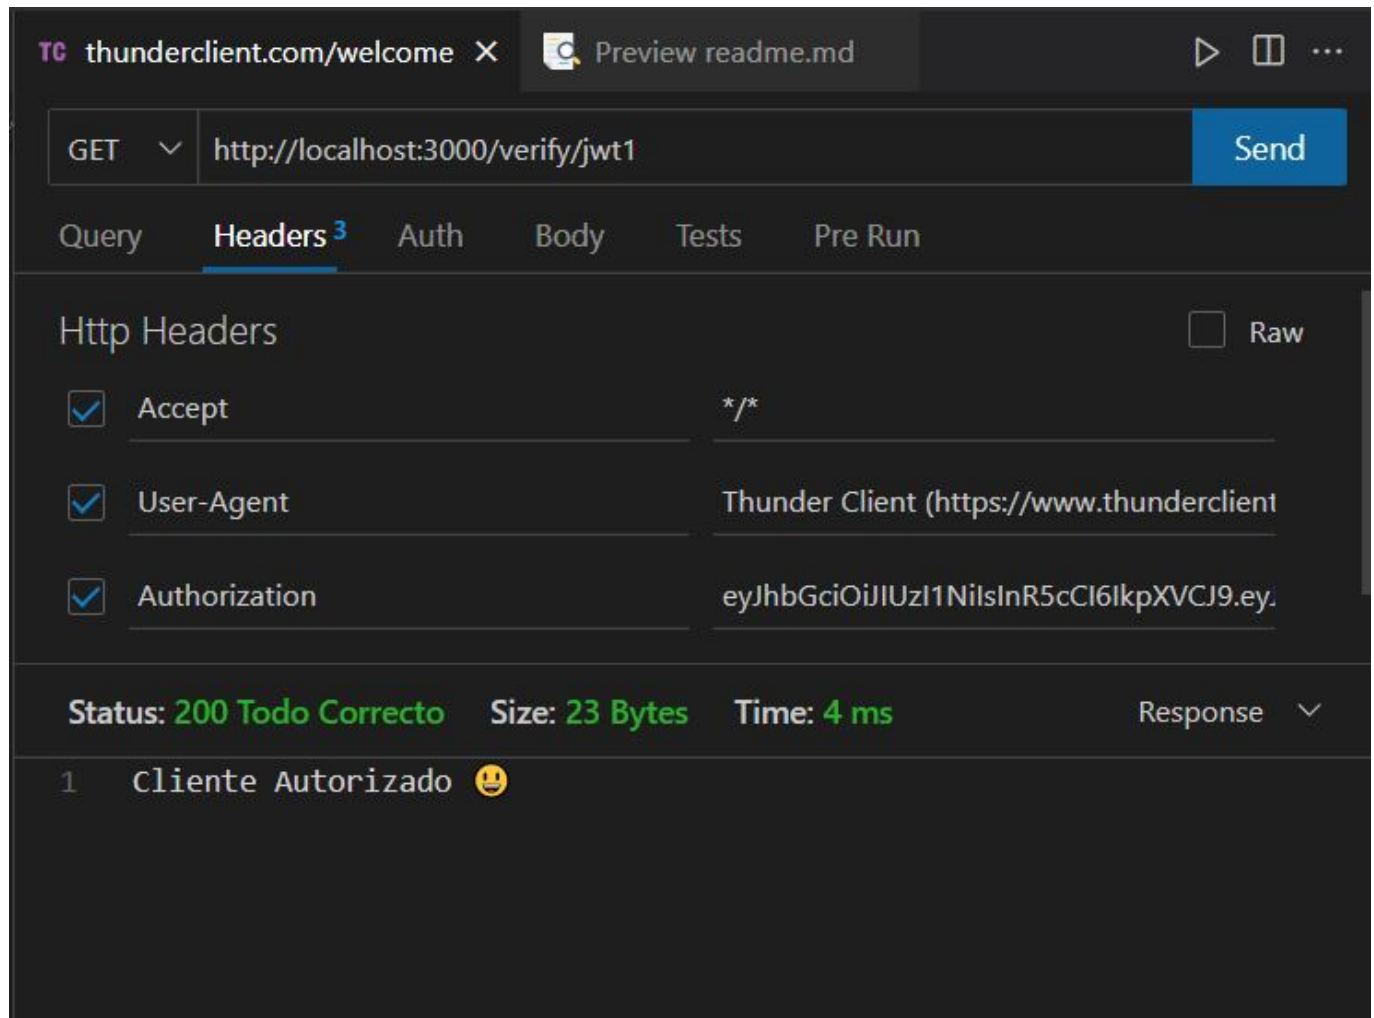 TC thunderclient.com/welcome Preview readme.md
GET http://localhost:3000/verify/jwt1 Send
Query Headers 3 Auth Body Tests Pre Run
Http Headers Raw
Accept */*
User-Agent Thunder Client (https://www.thunderclient
Authorization eyJhbGciOiJIUzI1NiIsInR5cCI6IkpXVCJ9.eyJ
Status: 200 Todo Correcto Size: 23 Bytes Time: 4 ms Response
1 Cliente Autorizado 😃